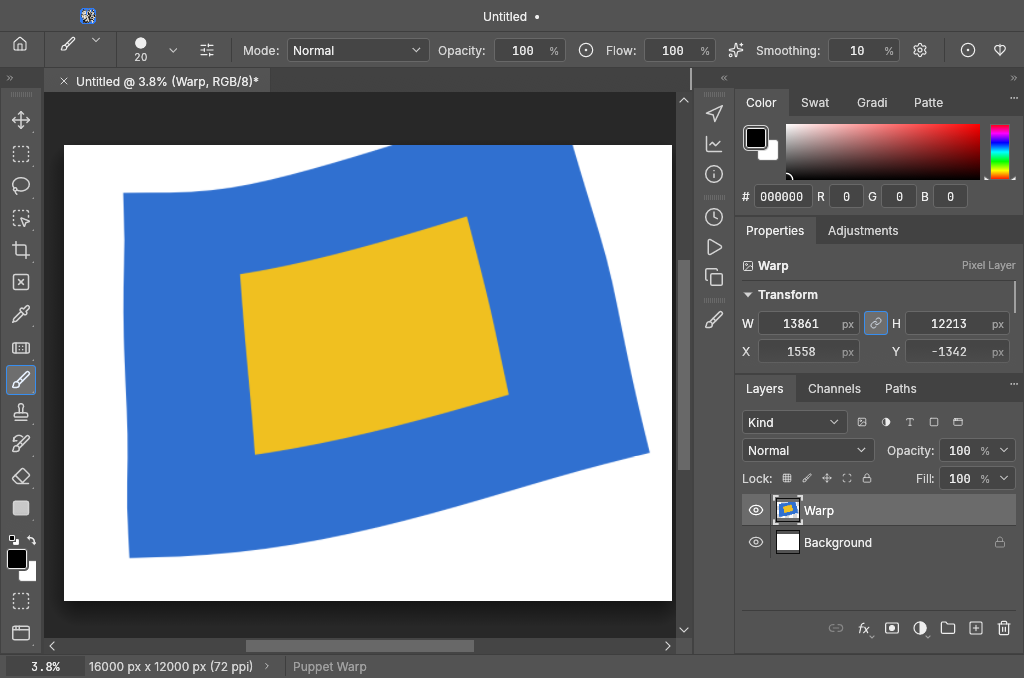 Untitled •
20
Mode: Normal
Opacity: 100 %
Flow: 100 %
Smoothing: 10 %
Untitled @ 3.8% (Warp, RGB/8)*
Color Swat Gradi Patte
# 000000 R 0 G 0 B 0
Properties Adjustments
Warp Pixel Layer
Transform
W 13861 px H 12213 px
X 1558 px Y -1342 px
Layers Channels Paths
Kind T
Normal Opacity: 100 %
Lock: Fill: 100 %
Warp
Background
fx
3.8% 16000 px x 12000 px (72 ppi) Puppet Warp